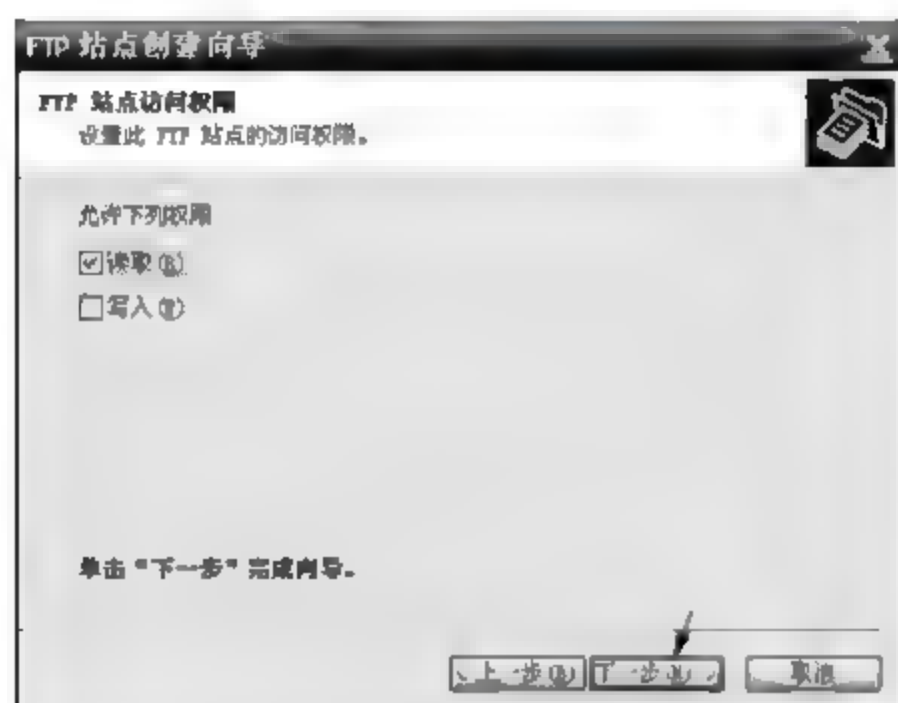 FTP 站点创建向导
FTP 站点访问权限
设置此 FTP 站点的访问权限。
允许下列权限
读取(R)
写入(W)
单击“下一步”完成向导。
<上一步(B) 下一步(N)> 取消